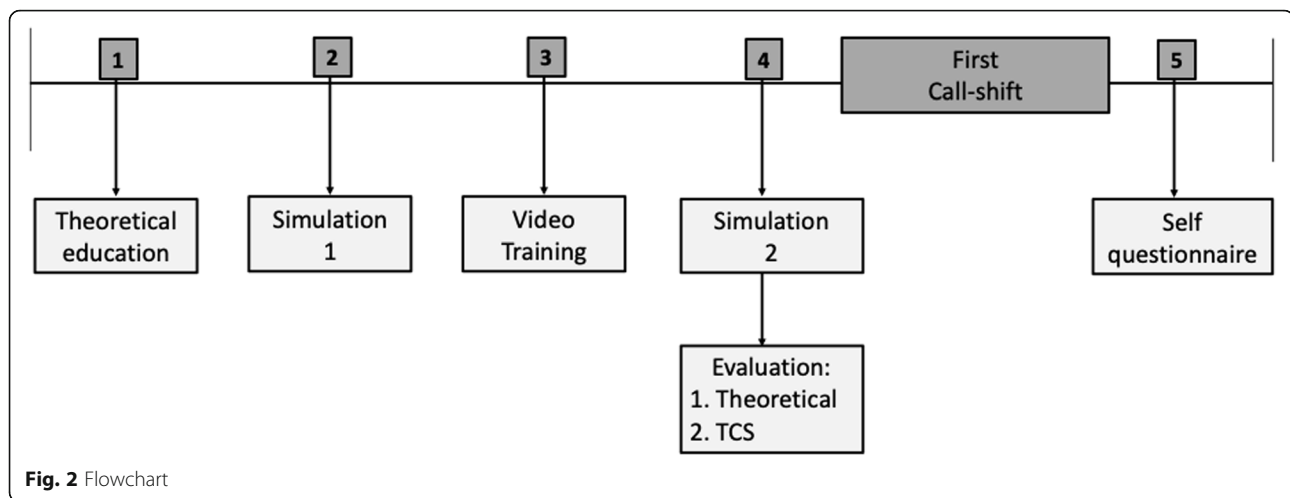 1
2
3
4
First
Call-shift
5
Theoretical
education
Simulation
1
Video
Training
Simulation
2
Self
questionnaire
Evaluation:
1. Theoretical
2. TCS
Fig. 2 Flowchart